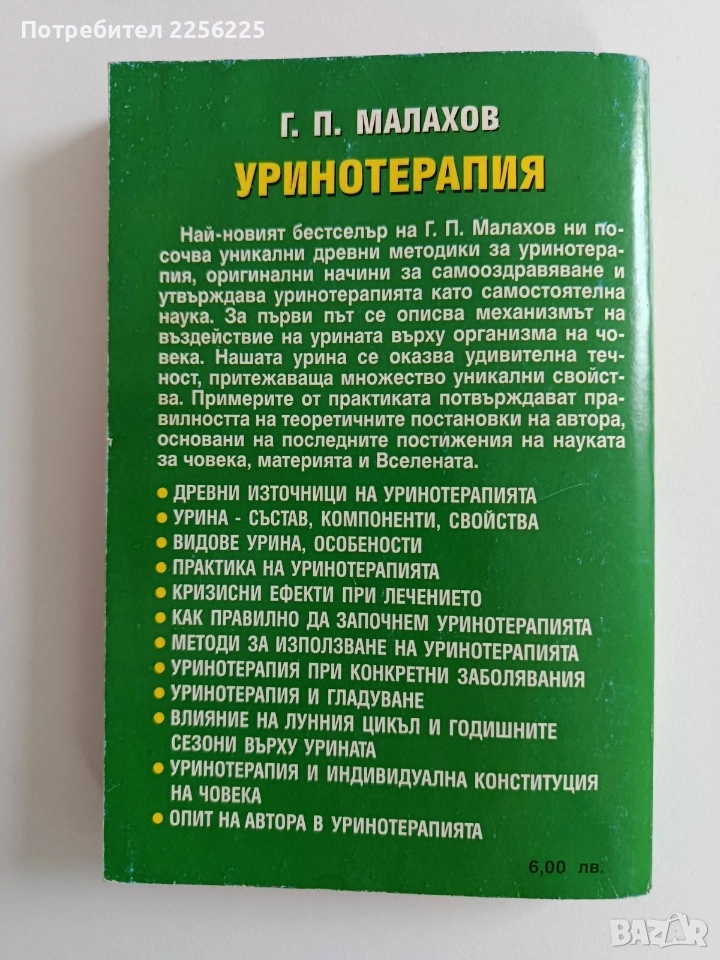 Потребител 2256225
Г. П. МАЛАХОВ
УРИНОТЕРАПИЯ
Най-новият бестселър на Г. П. Малахов ни по-
сочва уникални древни методики за уринотера-
пия, оригинални начини за самооздравяване и
утвърждава уринотерапията като самостоятелна
наука. За първи път се описва механизмът на
въздействие на урината върху организма на чо-
века. Нашата урина се оказва удивителна теч-
ност, притежаваща множество уникални свойст-
ва. Примерите от практиката потвърждават пра-
вилността на теоретичните постановки на автора,
основани на последните постижения на науката
за човека, материята и Вселената.
• ДРЕВНИ ИЗТОЧНИЦИ НА УРИНОТЕРАПИЯТА
• УРИНА - СЪСТАВ, КОМПОНЕНТИ, СВОЙСТВА
• ВИДОВЕ УРИНА, ОСОБЕНОСТИ
• ПРАКТИКА НА УРИНОТЕРАПИЯТА
• КРИЗИСНИ ЕФЕКТИ ПРИ ЛЕЧЕНИЕТО
• КАК ПРАВИЛНО ДА ЗАПОЧНЕМ УРИНОТЕРАПИЯТА
• МЕТОДИ ЗА ИЗПОЛЗВАНЕ НА УРИНОТЕРАПИЯТА
• УРИНОТЕРАПИЯ ПРИ КОНКРЕТНИ ЗАБОЛЯВАНИЯ
• УРИНОТЕРАПИЯ И ГЛАДУВАНЕ
• ВЛИЯНИЕ НА ЛУННИЯ ЦИКЪЛ И ГОДИШНИТЕ
СЕЗОНИ ВЪРХУ УРИНАТА
• УРИНОТЕРАПИЯ И ИНДИВИДУАЛНА КОНСТИТУЦИЯ
НА ЧОВЕКА
• ОПИТ НА АВТОРА В УРИНОТЕРАПИЯТА
6,00 лв.
BAZAR